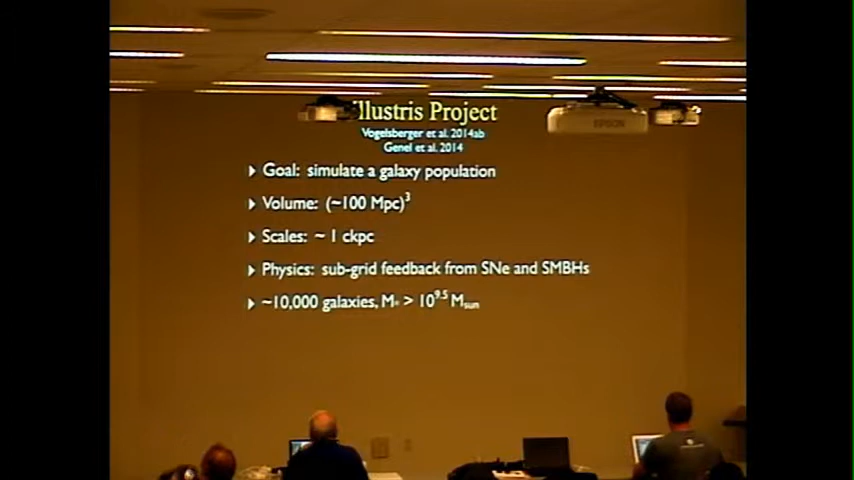 Illustris Project
Vogelsberger et al. 2014ab
Genel et al. 2014
Goal: simulate a galaxy population
Volume: (~100 Mpc)³
Scales: ~ 1 ckpc
Physics: sub-grid feedback from SNe and SMBHs
~10,000 galaxies, M* > 10^9.5 Msun
EPSON